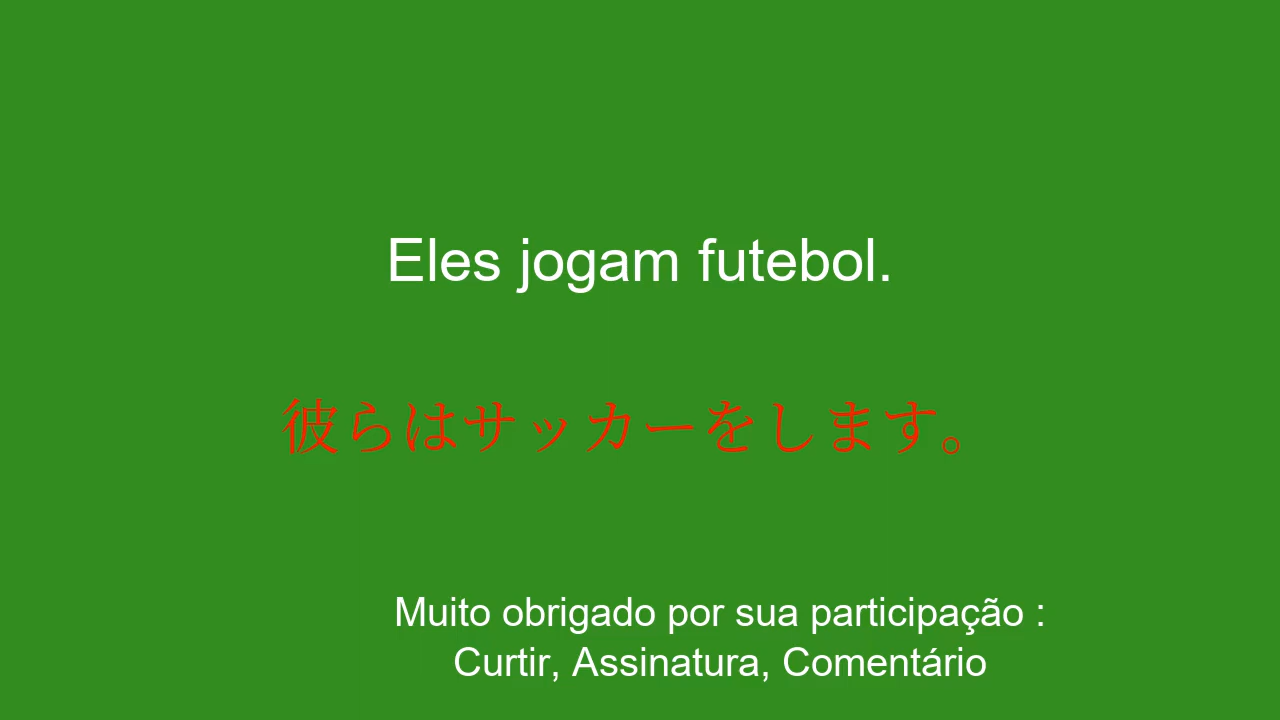 Eles jogam futebol.
彼らはサッカーをします。
Muito obrigado por sua participação :
Curtir, Assinatura, Comentário